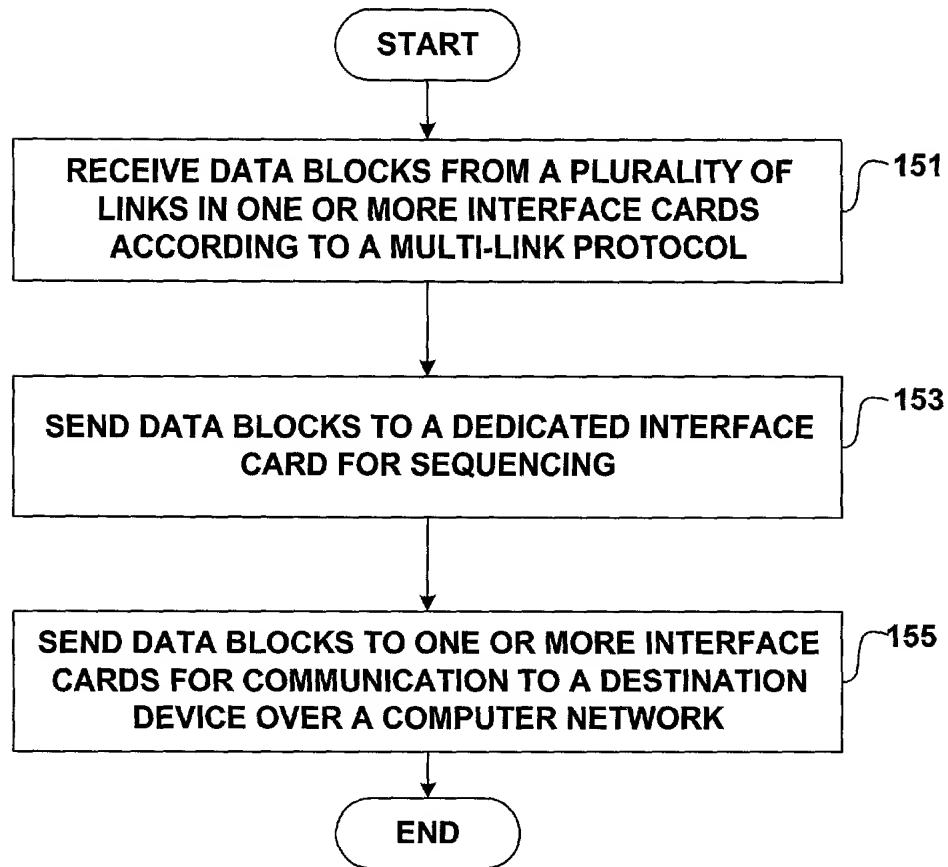 START
RECEIVE DATA BLOCKS FROM A PLURALITY OF
LINKS IN ONE OR MORE INTERFACE CARDS
ACCORDING TO A MULTI-LINK PROTOCOL
151
SEND DATA BLOCKS TO A DEDICATED INTERFACE
CARD FOR SEQUENCING
153
SEND DATA BLOCKS TO ONE OR MORE INTERFACE
CARDS FOR COMMUNICATION TO A DESTINATION
DEVICE OVER A COMPUTER NETWORK
155
END